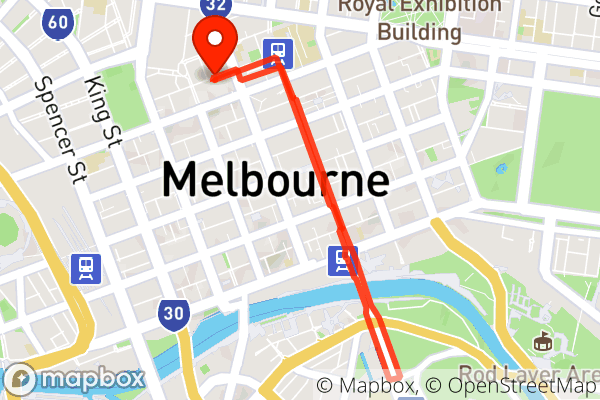 32
Royal Exhibition
Building
60
King St
Spencer St
Melbourne
30
Rod Laver Are
mapbox
© Mapbox, © OpenStreetMap